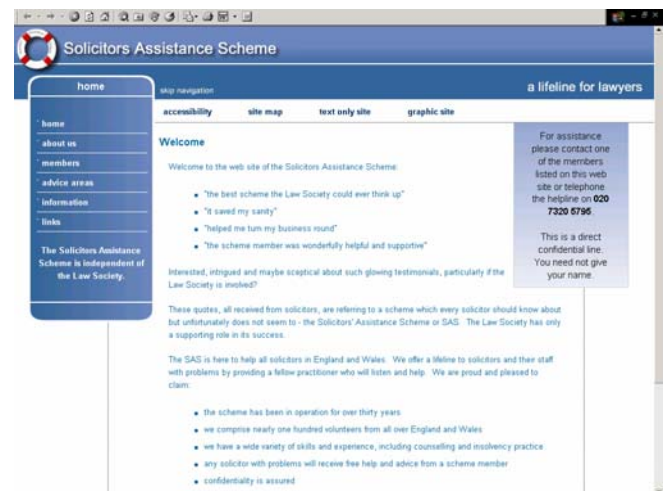 Solicitors Assistance Scheme
home
skip navigation
a lifeline for lawyers
accessibility site map text only site graphic site
home
about us
members
advice areas
information
links
The Solicitors Assistance
Scheme is independent of
the Law Society.
Welcome
Welcome to the web site of the Solicitors Assistance Scheme:
"the best scheme the Law Society could ever think up"
"it saved my sanity"
"helped me turn my business round"
"the scheme member was wonderfully helpful and supportive"
Interested, intrigued and maybe sceptical about such glowing testimonials, particularly if the
Law Society is involved?
These quotes, all received from solicitors, are referring to a scheme which every solicitor should know about
but unfortunately does not seem to - the Solicitors' Assistance Scheme or SAS. The Law Society has only
a supporting role in its success.
The SAS is here to help all solicitors in England and Wales. We offer a lifeline to solicitors and their staff
with problems by providing a fellow practitioner who will listen and help. We are proud and pleased to
claim:
the scheme has been in operation for over thirty years
we comprise nearly one hundred volunteers from all over England and Wales
we have a wide variety of skills and experience, including counselling and insolvency practice
any solicitor with problems will receive free help and advice from a scheme member
confidentiality is assured
For assistance
please contact one
of the members
listed on this web
site or telephone
the helpline on 020
7320 5795.
This is a direct
confidential line.
You need not give
your name.